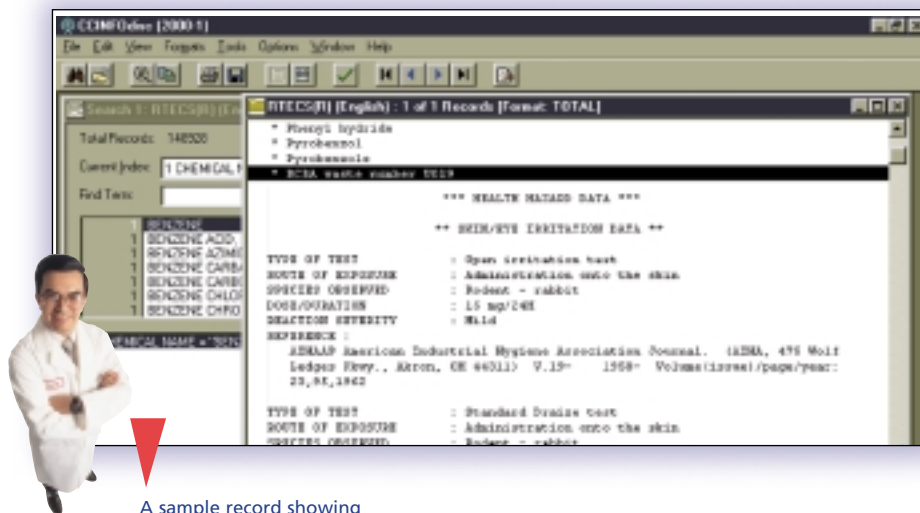 CCINFOdisc (2000-1)
File Edit View Formats Tools Options Window Help
Search 1: RTECS(R) (En
Total Records: 148928
Current Index: 1 CHEMICAL N
Find Term:
1 BENZENE
1 BENZENE ACID,
1 BENZENE AZIMI
1 BENZENE CARBA
1 BENZENE CARBO
1 BENZENE CHLOR
1 BENZENE CHRO
CHEMICAL NAME = "BEN
RTECS(R) (English) : 1 of 1 Records [Format: TOTAL]
* Phenyl hydride
* Pyrobenzol
* Pyrobenzole
* RCRA waste number U019
*** HEALTH HAZARD DATA ***
** SKIN/EYE IRRITATION DATA **
TYPE OF TEST : Open irritation test
ROUTE OF EXPOSURE : Administration onto the skin
SPECIES OBSERVED : Rodent - rabbit
DOSE/DURATION : 15 mg/24H
REACTION SEVERITY : Mild
REFERENCE :
AIHAAP American Industrial Hygiene Association Journal. (AIHA, 475 Wolf
Ledges Pkwy., Akron, OH 44311) V.19- 1958- Volume(issue)/page/year:
23,95,1962
TYPE OF TEST : Standard Draize test
ROUTE OF EXPOSURE : Administration onto the skin
SPECIES OBSERVED : Rodent - rabbit
A sample record showing